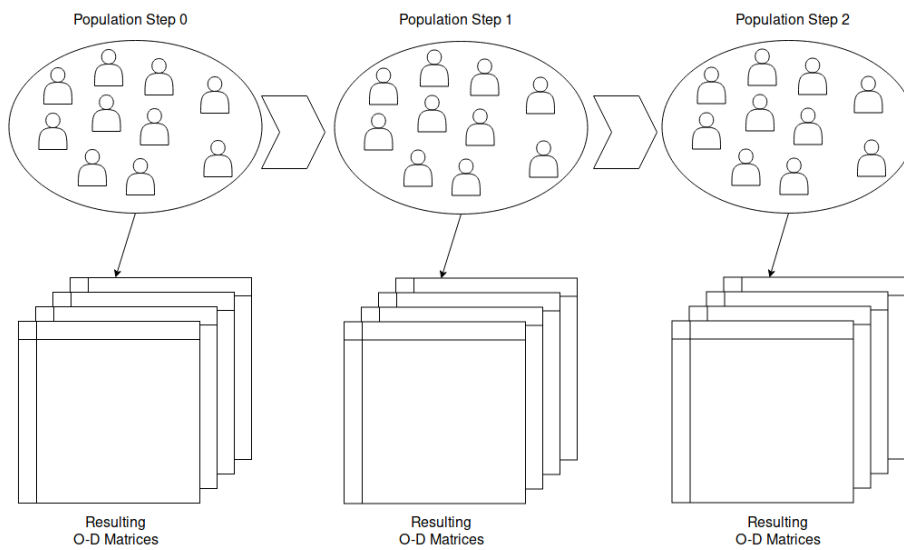 Population Step 0
Population Step 1
Population Step 2
Resulting
O-D Matrices
Resulting
O-D Matrices
Resulting
O-D Matrices